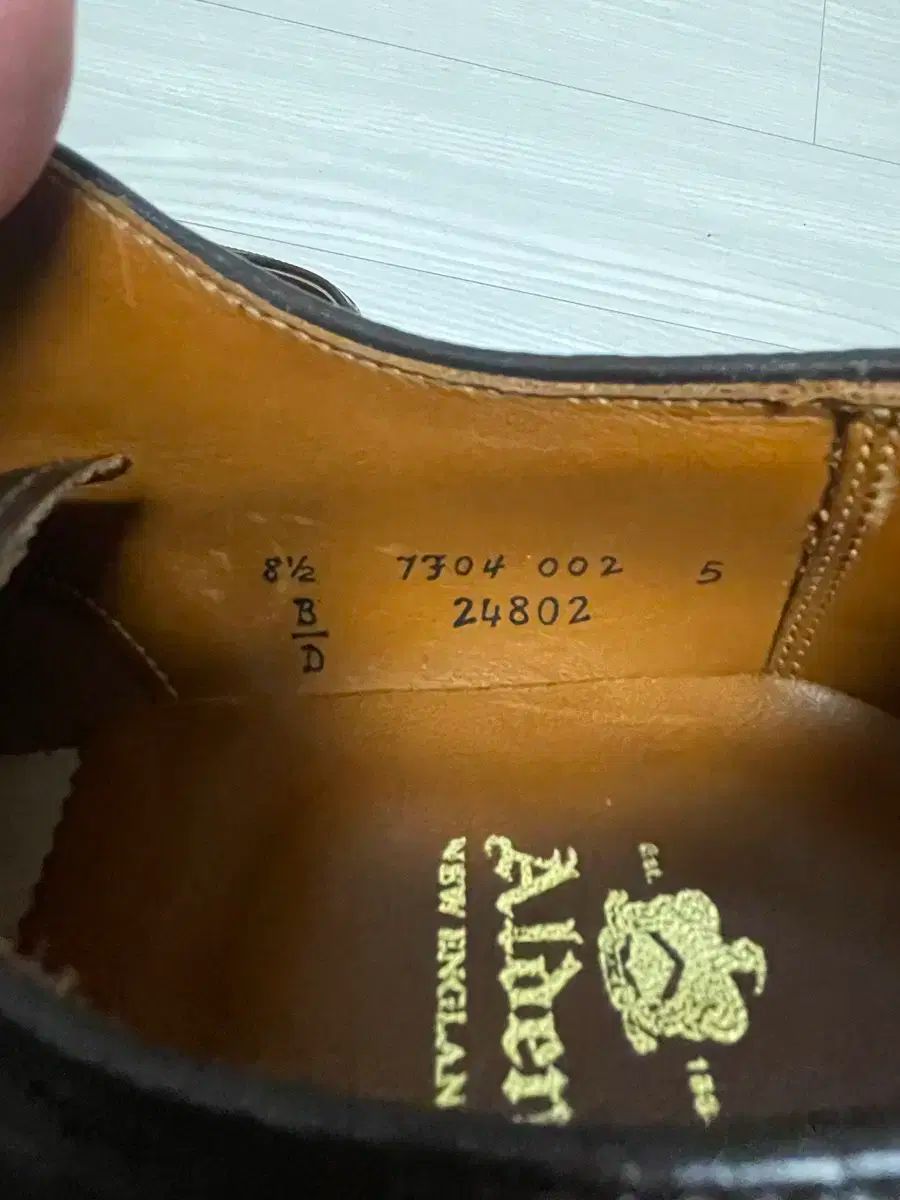 8½ 7704 002 5
B 24802
D
Alden
NEW ENGLAN